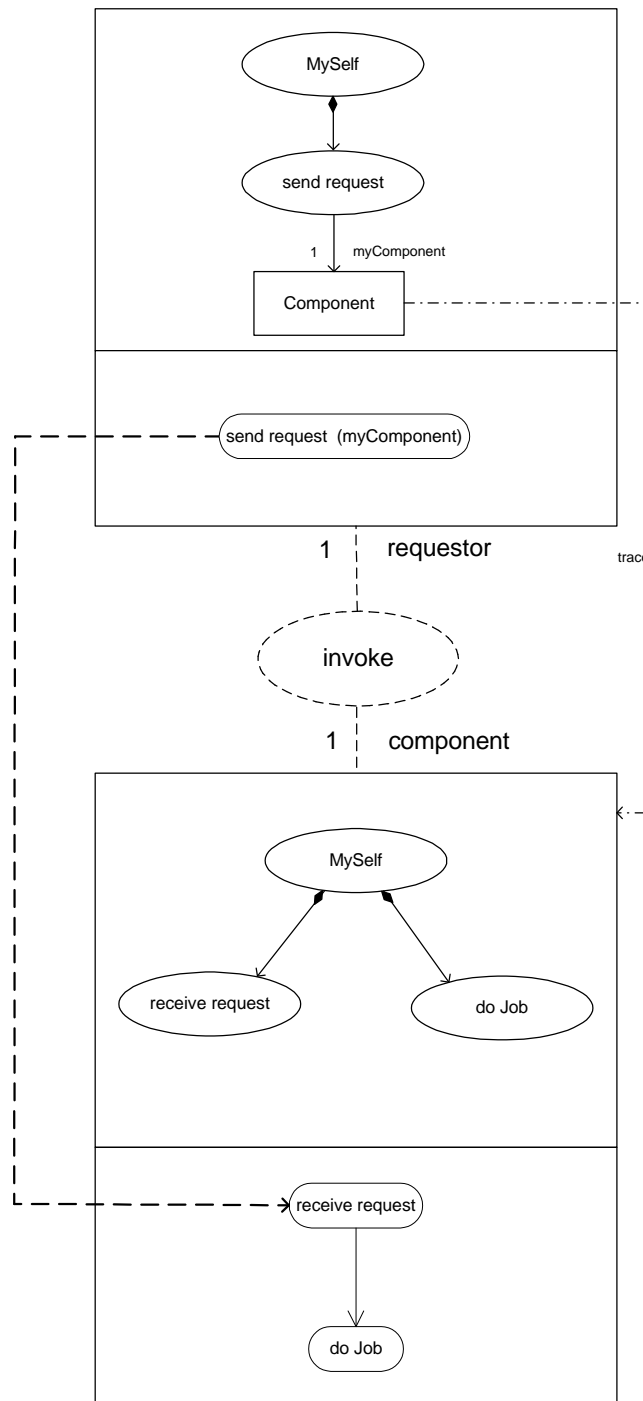 MySelf
send request
1 myComponent
Component
send request (myComponent)
1 requestor
invoke
1 component
MySelf
receive request
do Job
receive request
do Job